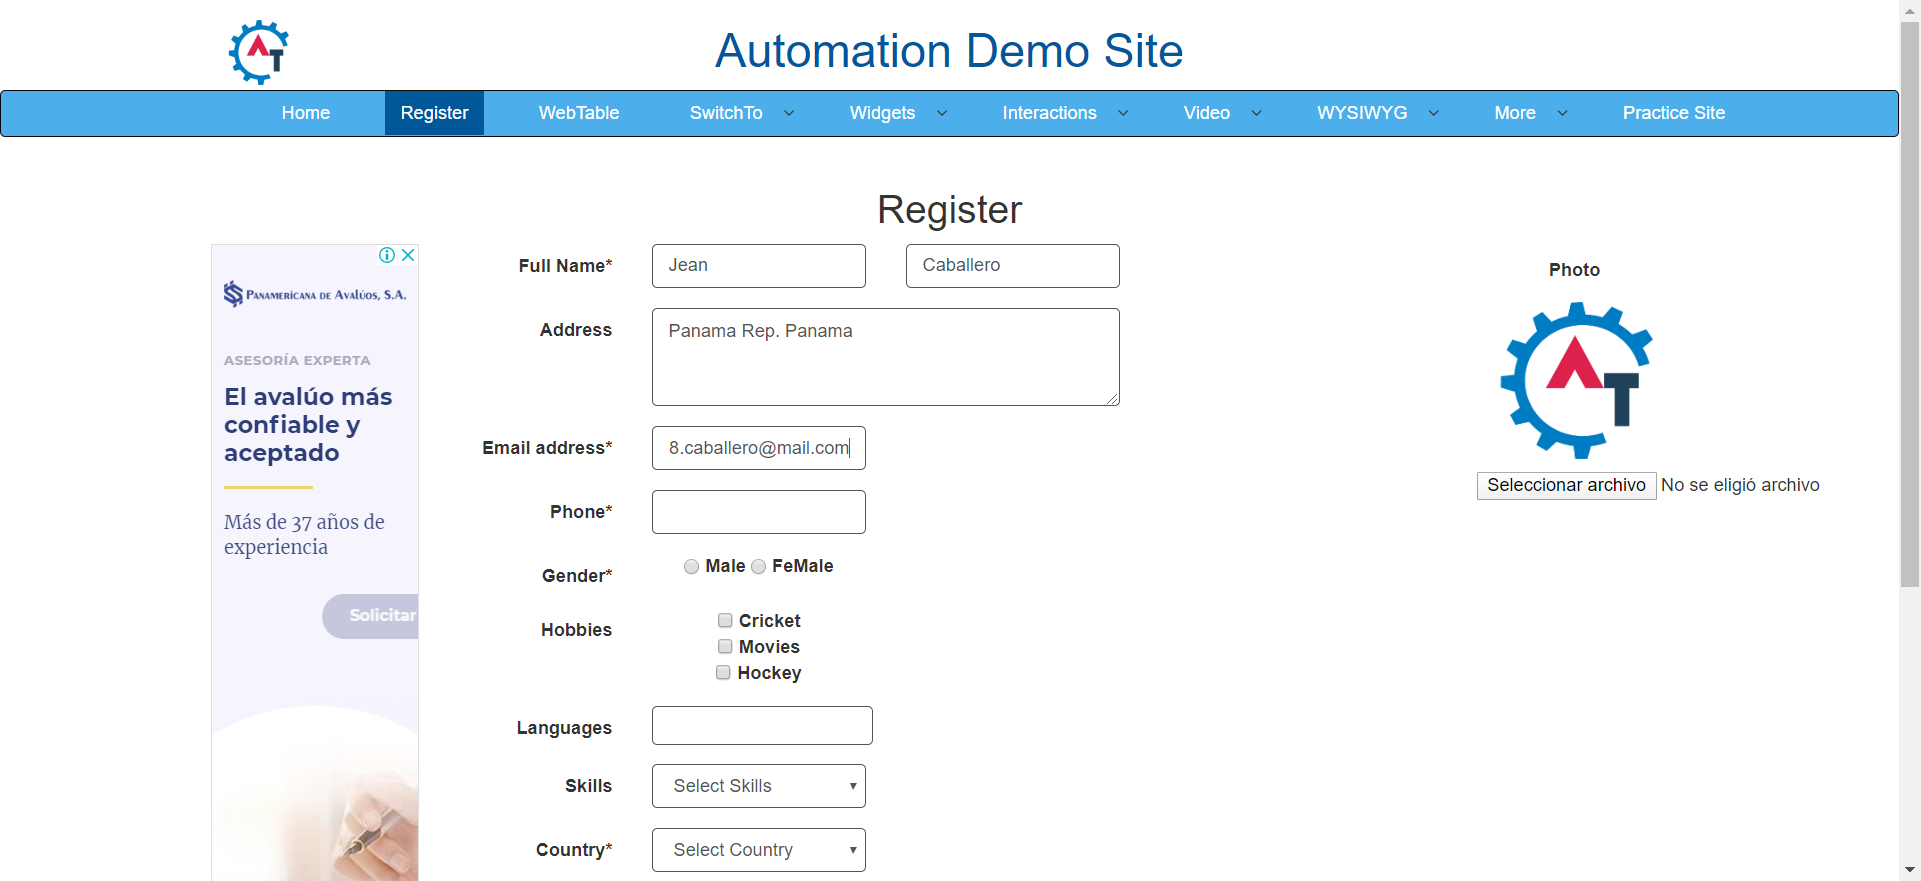 Automation Demo Site
Home Register WebTable SwitchTo Widgets Interactions Video WYSIWYG More Practice Site
Register
PANAMERICANA DE AVALÚOS, S.A.
ASESORÍA EXPERTA
El avalúo más
confiable y
aceptado
Más de 37 años de
experiencia
Solicitar
Full Name* Jean Caballero
Address Panama Rep. Panama
Email address* 8.caballero@mail.com
Phone*
Gender* Male FeMale
Hobbies Cricket
Movies
Hockey
Languages
Skills Select Skills
Country* Select Country
Photo
AT
Seleccionar archivo No se eligió archivo